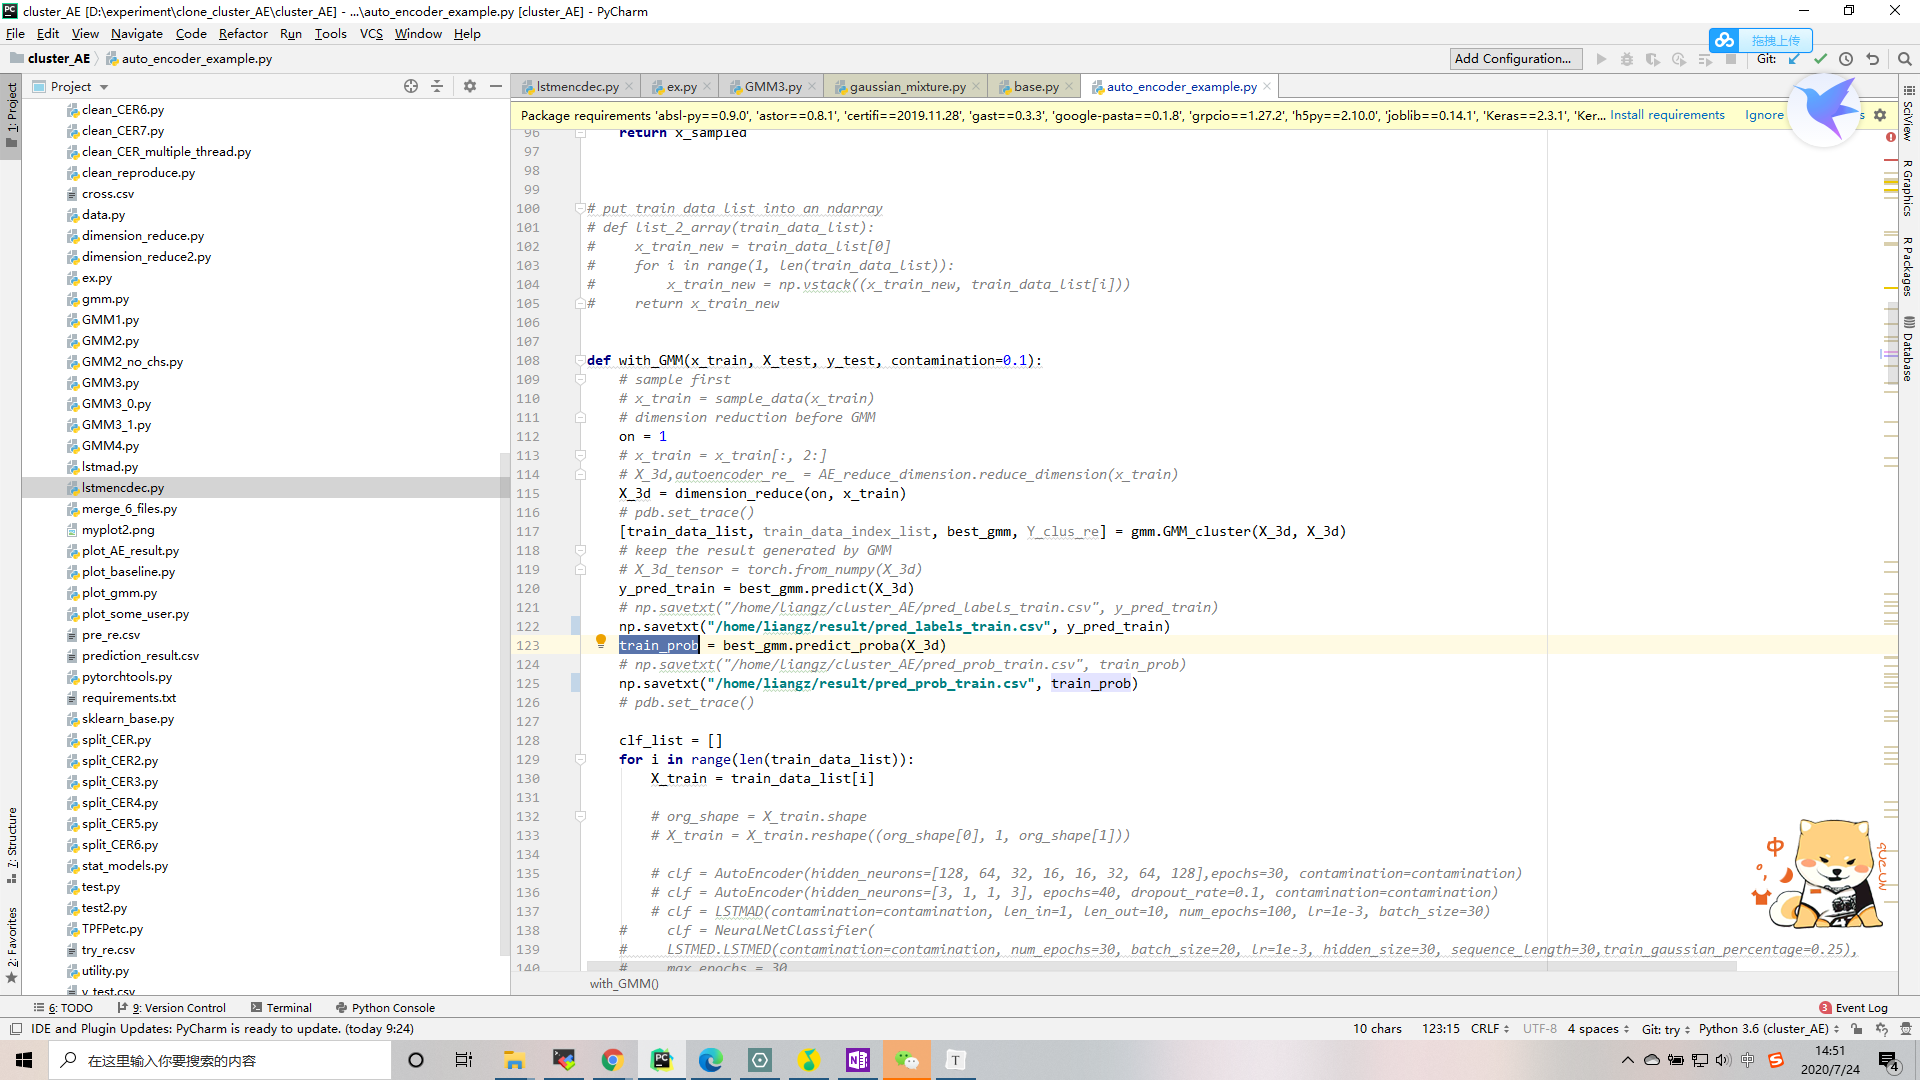 cluster_AE [D:\experiment\clone_cluster_AE\cluster_AE] - ...\auto_encoder_example.py [cluster_AE] - PyCharm
File Edit View Navigate Code Refactor Run Tools VCS Window Help
拖拽上传
cluster_AE auto_encoder_example.py
Add Configuration... Git:
Project
lstmencdec.py ex.py GMM3.py gaussian_mixture.py base.py auto_encoder_example.py
Package requirements 'absl-py==0.9.0', 'astor==0.8.1', 'certifi==2019.11.28', 'gast==0.3.3', 'google-pasta==0.1.8', 'grpcio==1.27.2', 'h5py==2.10.0', 'joblib==0.14.1', 'Keras==2.3.1', 'Ker... Install requirements Ignore
1: Project
7: Structure
2: Favorites
clean_CER6.py
clean_CER7.py
clean_CER_multiple_thread.py
clean_reproduce.py
cross.csv
data.py
dimension_reduce.py
dimension_reduce2.py
ex.py
gmm.py
GMM1.py
GMM2.py
GMM2_no_chs.py
GMM3.py
GMM3_0.py
GMM3_1.py
GMM4.py
lstmad.py
lstmencdec.py
merge_6_files.py
myplot2.png
plot_AE_result.py
plot_baseline.py
plot_gmm.py
plot_some_user.py
pre_re.csv
prediction_result.csv
pytorchtools.py
requirements.txt
sklearn_base.py
split_CER.py
split_CER2.py
split_CER3.py
split_CER4.py
split_CER5.py
split_CER6.py
stat_models.py
test.py
test2.py
TPFPetc.py
try_re.csv
utility.py
y_test.csv
96 return x_sampled
97
98
99
100 # put train data list into an ndarray
101 # def list_2_array(train_data_list):
102 # x_train_new = train_data_list[0]
103 # for i in range(1, len(train_data_list)):
104 # x_train_new = np.vstack((x_train_new, train_data_list[i]))
105 # return x_train_new
106
107
108 def with_GMM(x_train, X_test, y_test, contamination=0.1):
109 # sample first
110 # x_train = sample_data(x_train)
111 # dimension reduction before GMM
112 on = 1
113 # x_train = x_train[:, 2:]
114 # X_3d,autoencoder_re_ = AE_reduce_dimension.reduce_dimension(x_train)
115 X_3d = dimension_reduce(on, x_train)
116 # pdb.set_trace()
117 [train_data_list, train_data_index_list, best_gmm, Y_clus_re] = gmm.GMM_cluster(X_3d, X_3d)
118 # keep the result generated by GMM
119 # X_3d_tensor = torch.from_numpy(X_3d)
120 y_pred_train = best_gmm.predict(X_3d)
121 # np.savetxt("/home/liangz/cluster_AE/pred_labels_train.csv", y_pred_train)
122 np.savetxt("/home/liangz/result/pred_labels_train.csv", y_pred_train)
123 train_prob = best_gmm.predict_proba(X_3d)
124 # np.savetxt("/home/liangz/cluster_AE/pred_prob_train.csv", train_prob)
125 np.savetxt("/home/liangz/result/pred_prob_train.csv", train_prob)
126 # pdb.set_trace()
127
128 clf_list = []
129 for i in range(len(train_data_list)):
130 X_train = train_data_list[i]
131
132 # org_shape = X_train.shape
133 # X_train = X_train.reshape((org_shape[0], 1, org_shape[1]))
134
135 # clf = AutoEncoder(hidden_neurons=[128, 64, 32, 16, 16, 32, 64, 128],epochs=30, contamination=contamination)
136 # clf = AutoEncoder(hidden_neurons=[3, 1, 1, 3], epochs=40, dropout_rate=0.1, contamination=contamination)
137 # clf = LSTMAD(contamination=contamination, len_in=1, len_out=10, num_epochs=100, lr=1e-3, batch_size=30)
138 # clf = NeuralNetClassifier(
139 # LSTMED.LSTMED(contamination=contamination, num_epochs=30, batch_size=20, lr=1e-3, hidden_size=30, sequence_length=30,train_gaussian_percentage=0.25),
140 # max_epochs = 30
with_GMM()
SciView
R Graphics
R Packages
Database
中
6: TODO 9: Version Control Terminal Python Console 3 Event Log
IDE and Plugin Updates: PyCharm is ready to update. (today 9:24) 10 chars 123:15 CRLF UTF-8 4 spaces Git: try Python 3.6 (cluster_AE)
在这里输入你要搜索的内容
中
14:51
2020/7/24
4